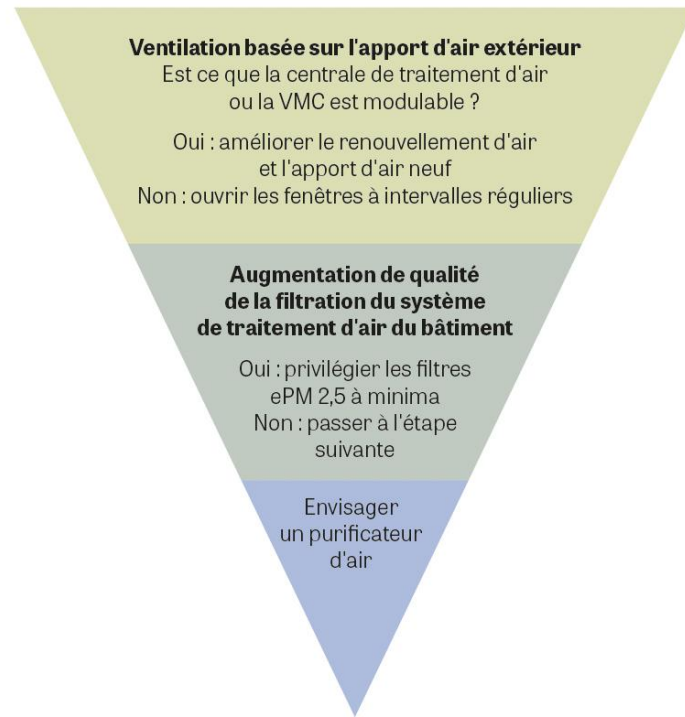 Ventilation basée sur l'apport d'air extérieur
Est ce que la centrale de traitement d'air
ou la VMC est modulable ?
Oui : améliorer le renouvellement d'air
et l'apport d'air neuf
Non : ouvrir les fenêtres à intervalles réguliers
Augmentation de qualité
de la filtration du système
de traitement d'air du bâtiment
Oui : privilégier les filtres
ePM 2,5 à minima
Non : passer à l'étape
suivante
Envisager
un purificateur
d'air